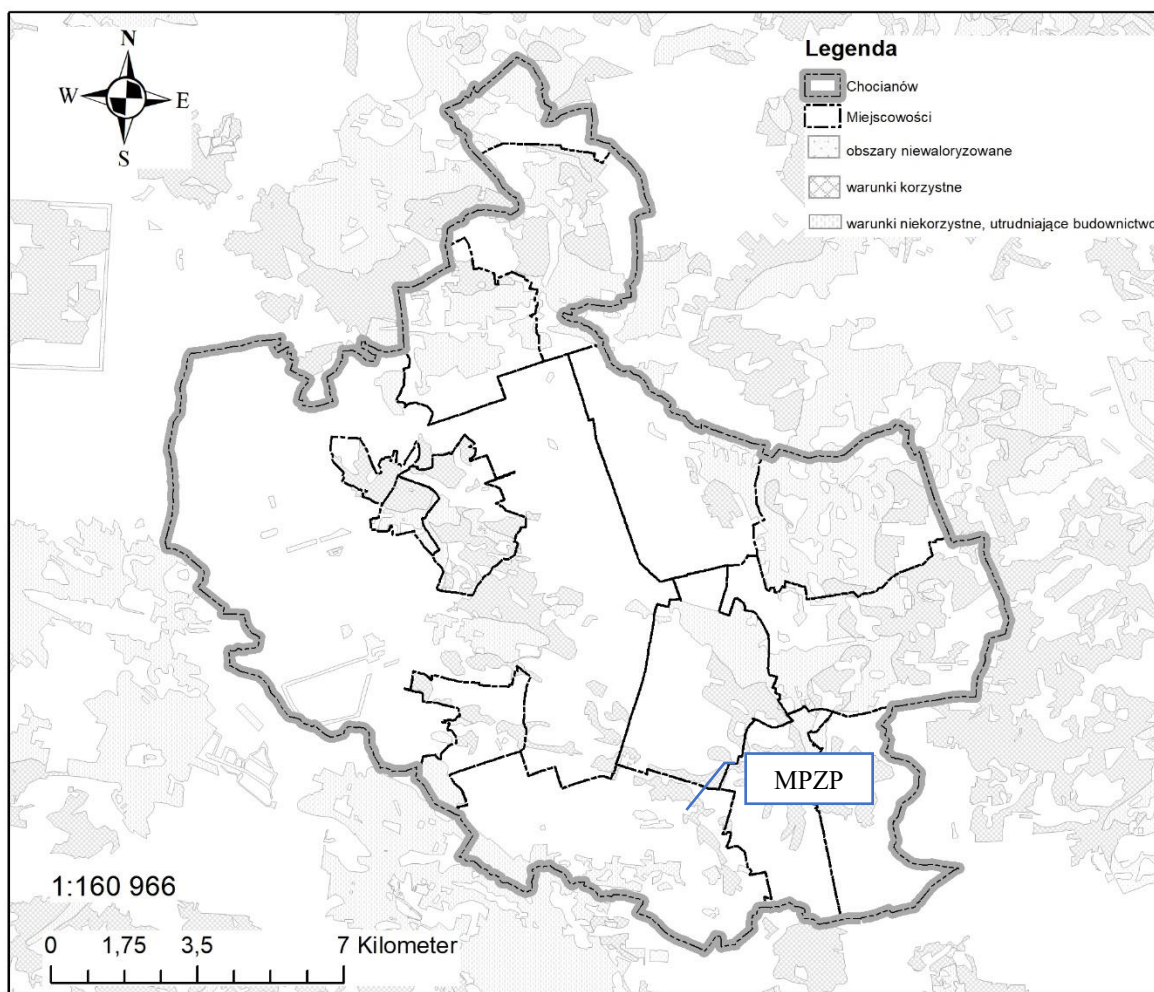 N
W E
S
Legenda
Chocianów
Miejscowości
obszary niewaloryzowane
warunki korzystne
warunki niekorzystne, utrudniające budownictwo
MPZP
1:160 966
0 1,75 3,5 7 Kilometer